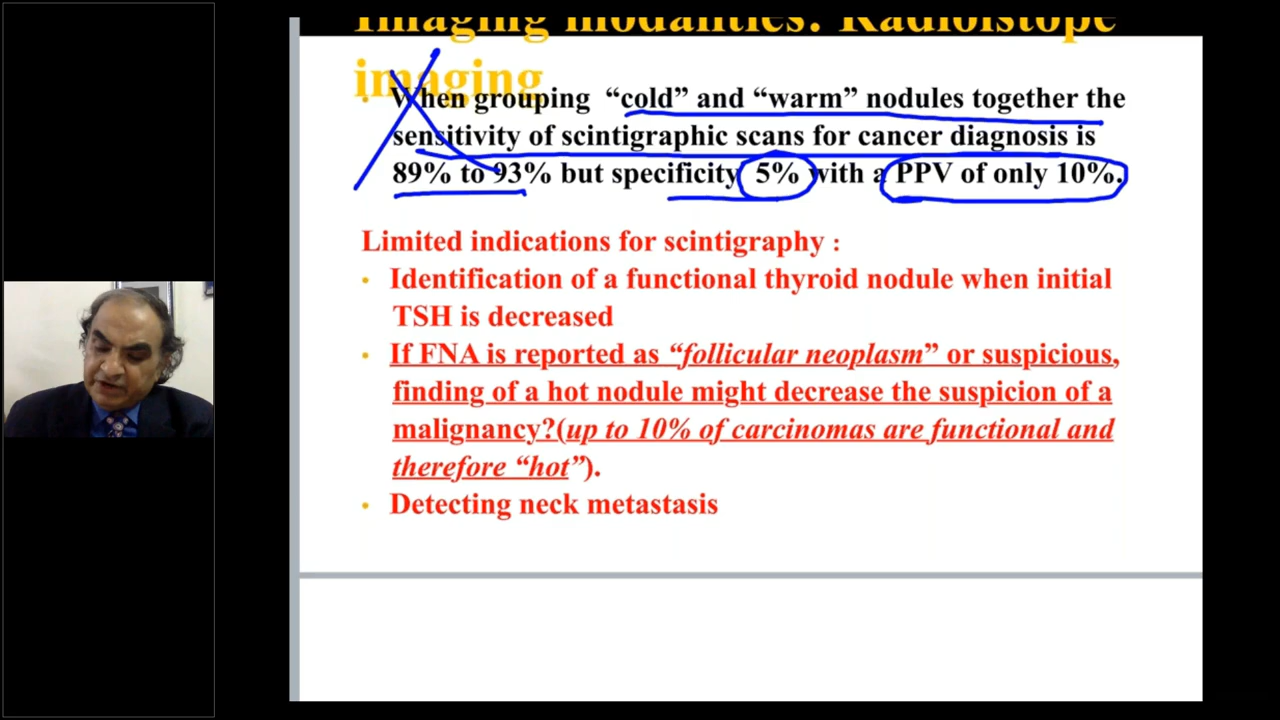 Imaging modalities: Radioistope
imaging
• When grouping “cold” and “warm” nodules together the
sensitivity of scintigraphic scans for cancer diagnosis is
89% to 93% but specificity 5% with a PPV of only 10%.
Limited indications for scintigraphy :
• Identification of a functional thyroid nodule when initial
TSH is decreased
• If FNA is reported as “follicular neoplasm” or suspicious,
finding of a hot nodule might decrease the suspicion of a
malignancy?(up to 10% of carcinomas are functional and
therefore “hot”).
• Detecting neck metastasis